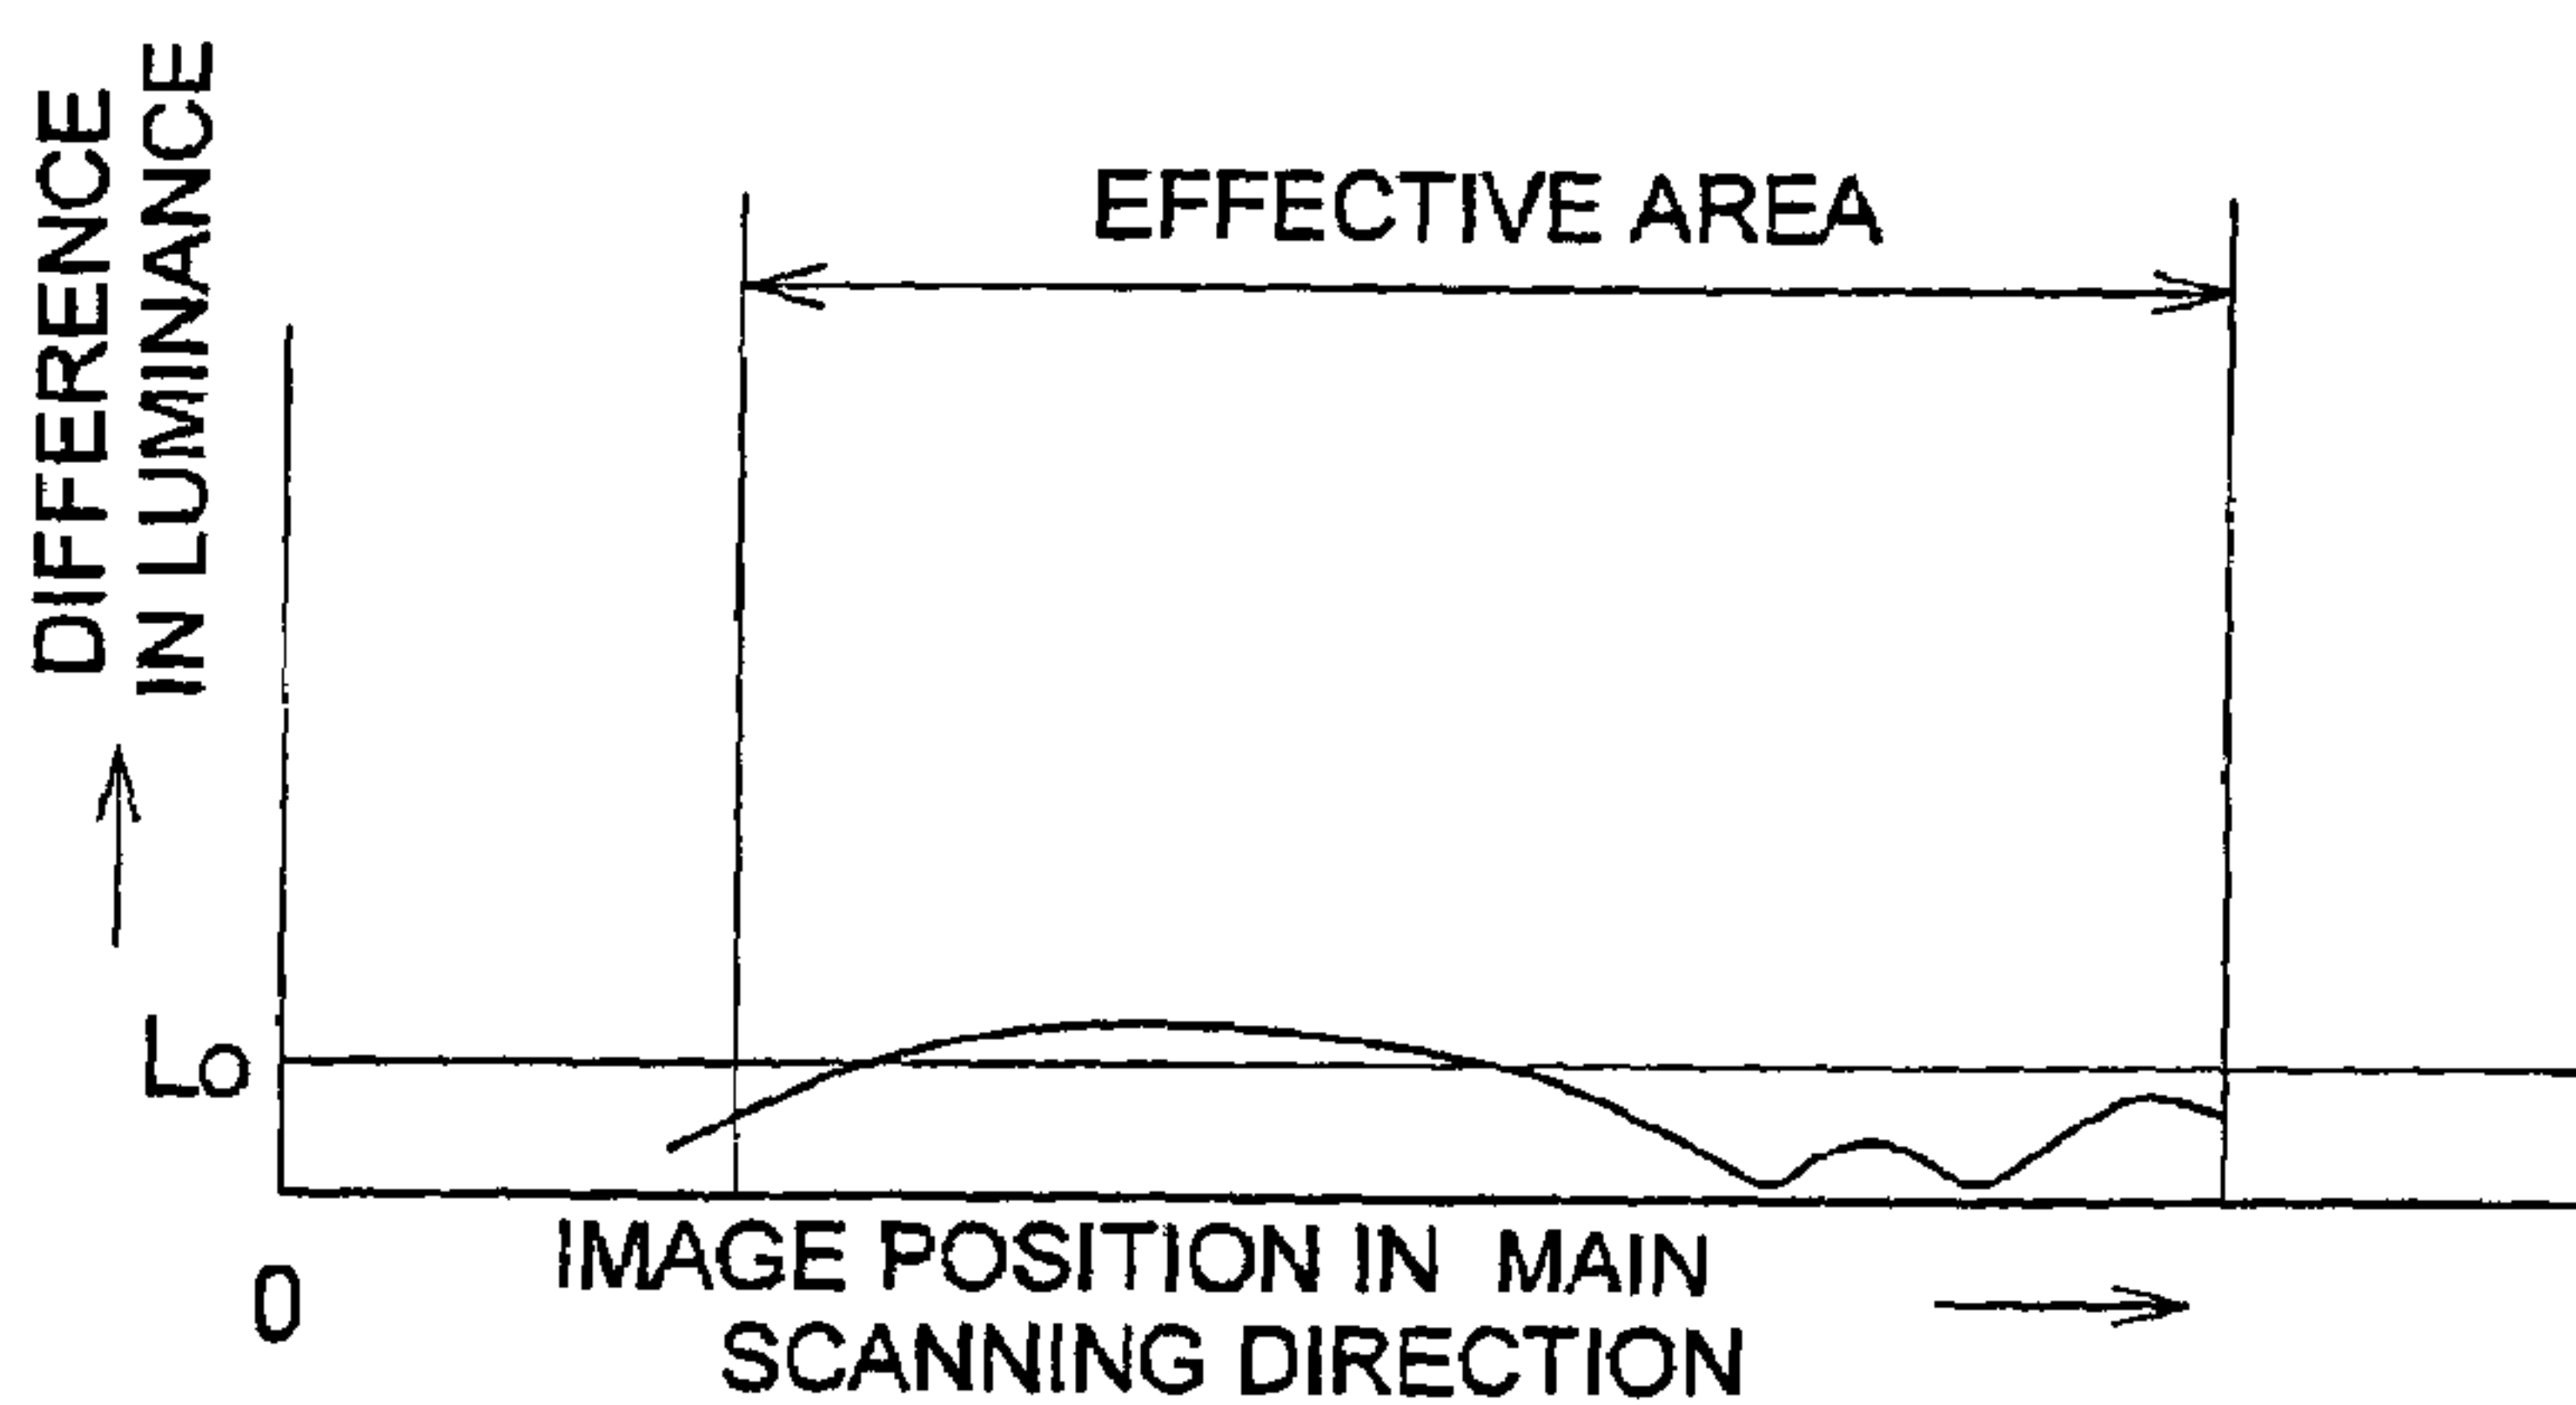 DIFFERENCE
IN LUMINANCE
EFFECTIVE AREA
Lo
0
IMAGE POSITION IN MAIN
SCANNING DIRECTION